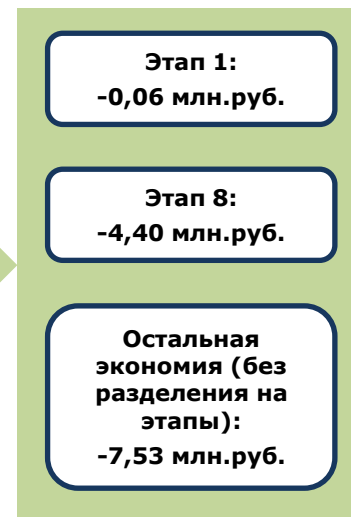 Этап 1:
-0,06 млн.руб.
Этап 8:
-4,40 млн.руб.
Остальная
экономия (без
разделения на
этапы):
-7,53 млн.руб.